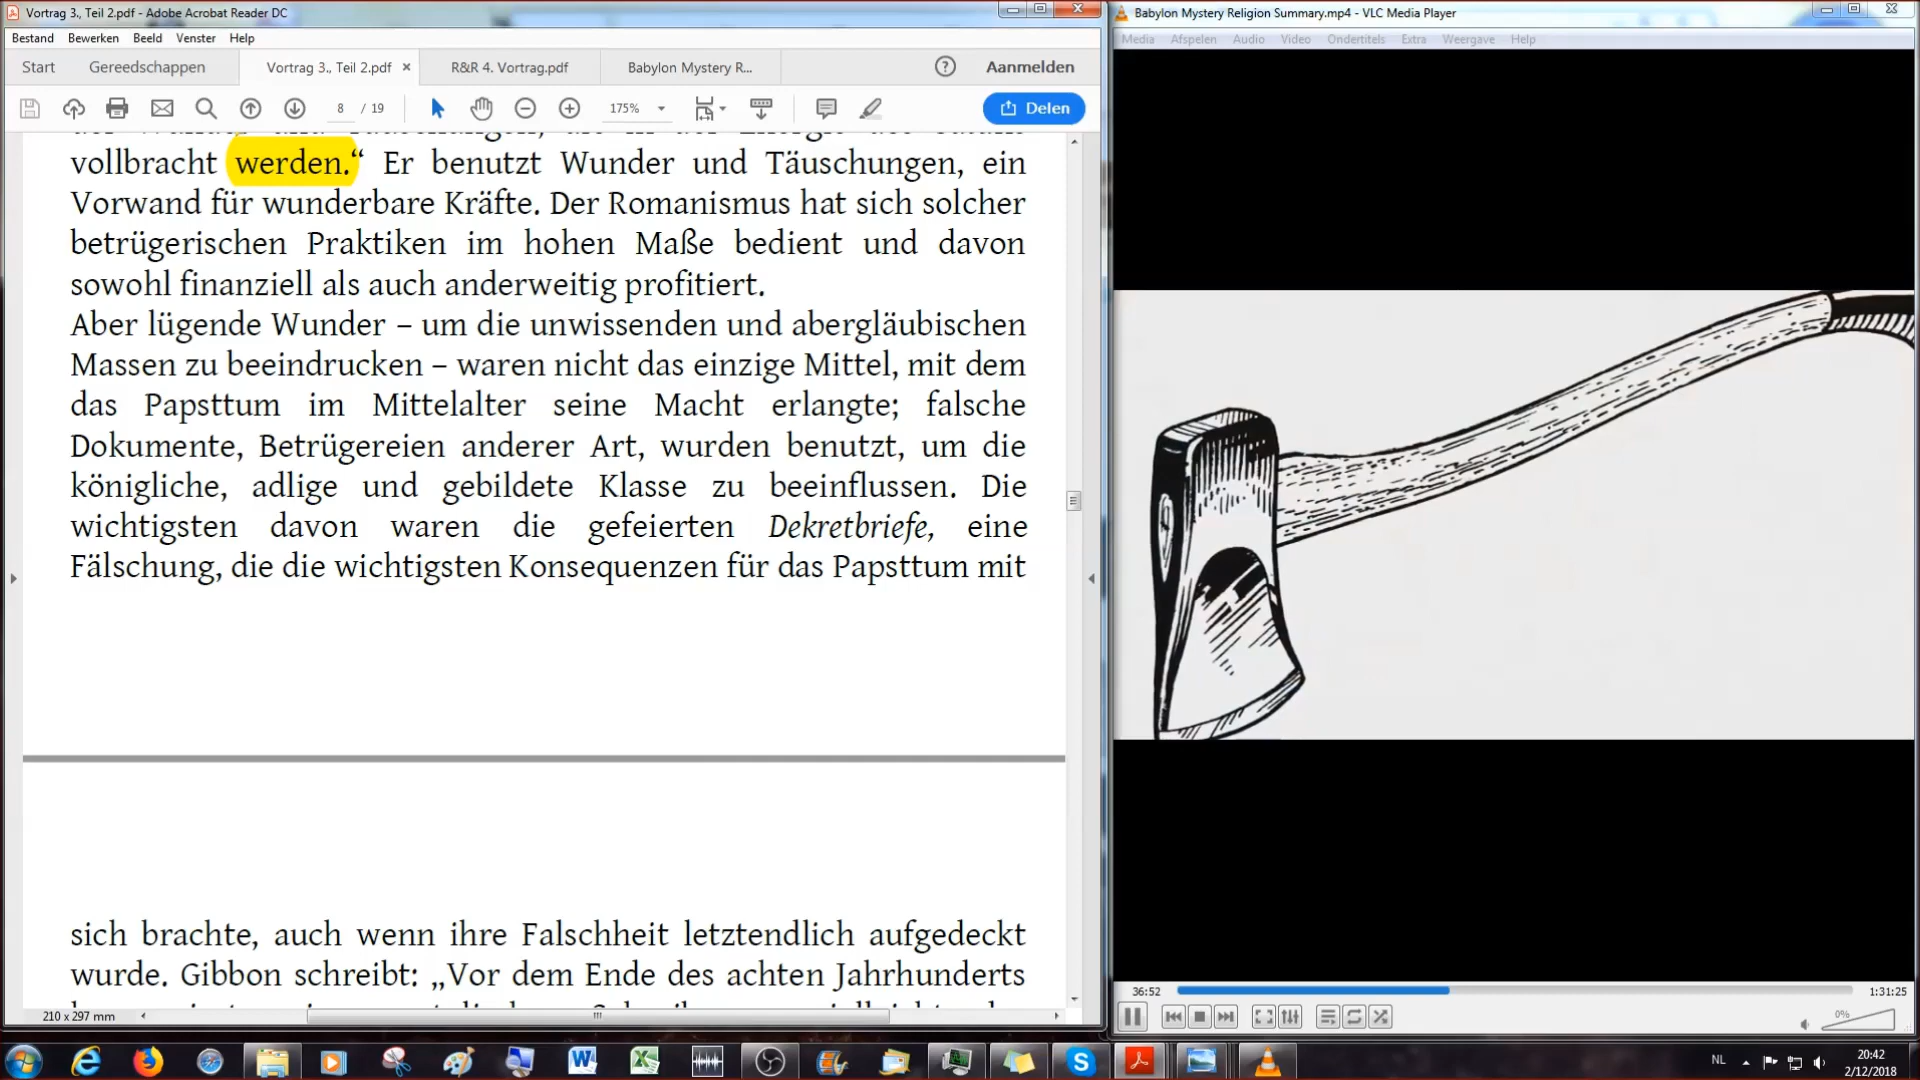 Vortrag 3., Teil 2.pdf - Adobe Acrobat Reader DC
Bestand Bewerken Beeld Venster Help
Start Gereedschappen Vortrag 3., Teil 2.pdf × R&R 4. Vortrag.pdf Babylon Mystery R... Aanmelden
8 / 19 175% Delen
vollbracht werden.“ Er benutzt Wunder und Täuschungen, ein
Vorwand für wunderbare Kräfte. Der Romanismus hat sich solcher
betrügerischen Praktiken im hohen Maße bedient und davon
sowohl finanziell als auch anderweitig profitiert.
Aber lügende Wunder – um die unwissenden und abergläubischen
Massen zu beeindrucken – waren nicht das einzige Mittel, mit dem
das Papsttum im Mittelalter seine Macht erlangte; falsche
Dokumente, Betrügereien anderer Art, wurden benutzt, um die
königliche, adlige und gebildete Klasse zu beeinflussen. Die
wichtigsten davon waren die gefeierten Dekretbriefe, eine
Fälschung, die die wichtigsten Konsequenzen für das Papsttum mit
sich brachte, auch wenn ihre Falschheit letztendlich aufgedeckt
wurde. Gibbon schreibt: „Vor dem Ende des achten Jahrhunderts
210 x 297 mm
Babylon Mystery Religion Summary.mp4 - VLC Media Player
Media Afspelen Audio Video Ondertitels Extra Weergave Help
36:52 1:31:25
0%
NL
20:42
2/12/2018